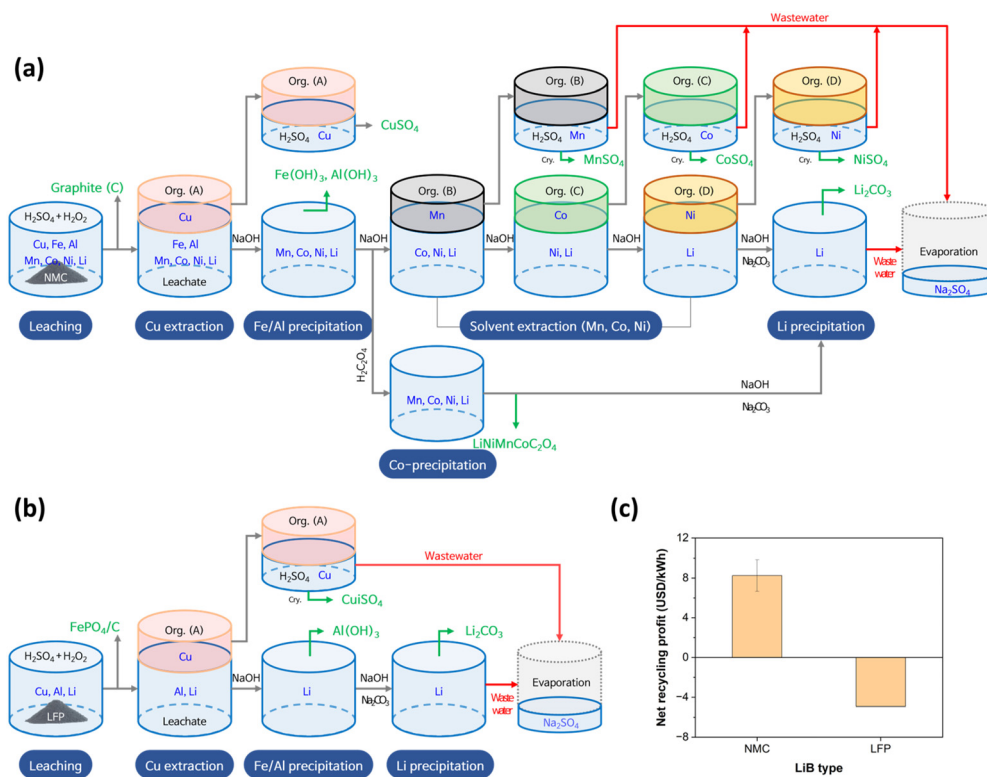 (a)
Wastewater
Org. (A)
H2SO4 Cu
CuSO4
Org. (B)
H2SO4 Mn
Cry.
MnSO4
Org. (C)
H2SO4 Co
Cry.
CoSO4
Org. (D)
H2SO4 Ni
Cry.
NiSO4
Graphite (C)
Fe(OH)3, Al(OH)3
Li2CO3
H2SO4+H2O2
Cu, Fe, Al
Mn, Co, Ni, Li
NMC
Org. (A)
Cu
Fe, Al
Mn, Co, Ni, Li
Leachate
NaOH
Mn, Co, Ni, Li
NaOH
Org. (B)
Mn
Co, Ni, Li
NaOH
Org. (C)
Co
Ni, Li
NaOH
Org. (D)
Ni
Li
NaOH
Na2CO3
Li
Waste
water
Evaporation
Na2SO4
Leaching
Cu extraction
Fe/Al precipitation
Solvent extraction (Mn, Co, Ni)
Li precipitation
H2C2O4
Mn, Co, Ni, Li
NaOH
Na2CO3
LiNiMnCoC2O4
Co-precipitation
(b)
Org. (A)
H2SO4 Cu
Cry.
CuiSO4
Wastewater
FePO4/C
Al(OH)3
Li2CO3
H2SO4+H2O2
Cu, Al, Li
LFP
Org. (A)
Cu
Al, Li
Leachate
NaOH
Li
NaOH
Na2CO3
Li
Waste
water
Evaporation
Na2SO4
Leaching
Cu extraction
Fe/Al precipitation
Li precipitation
(c)
Net recycling profit (USD/kWh)
12
8
4
0
−4
−8
NMC
LFP
LiB type